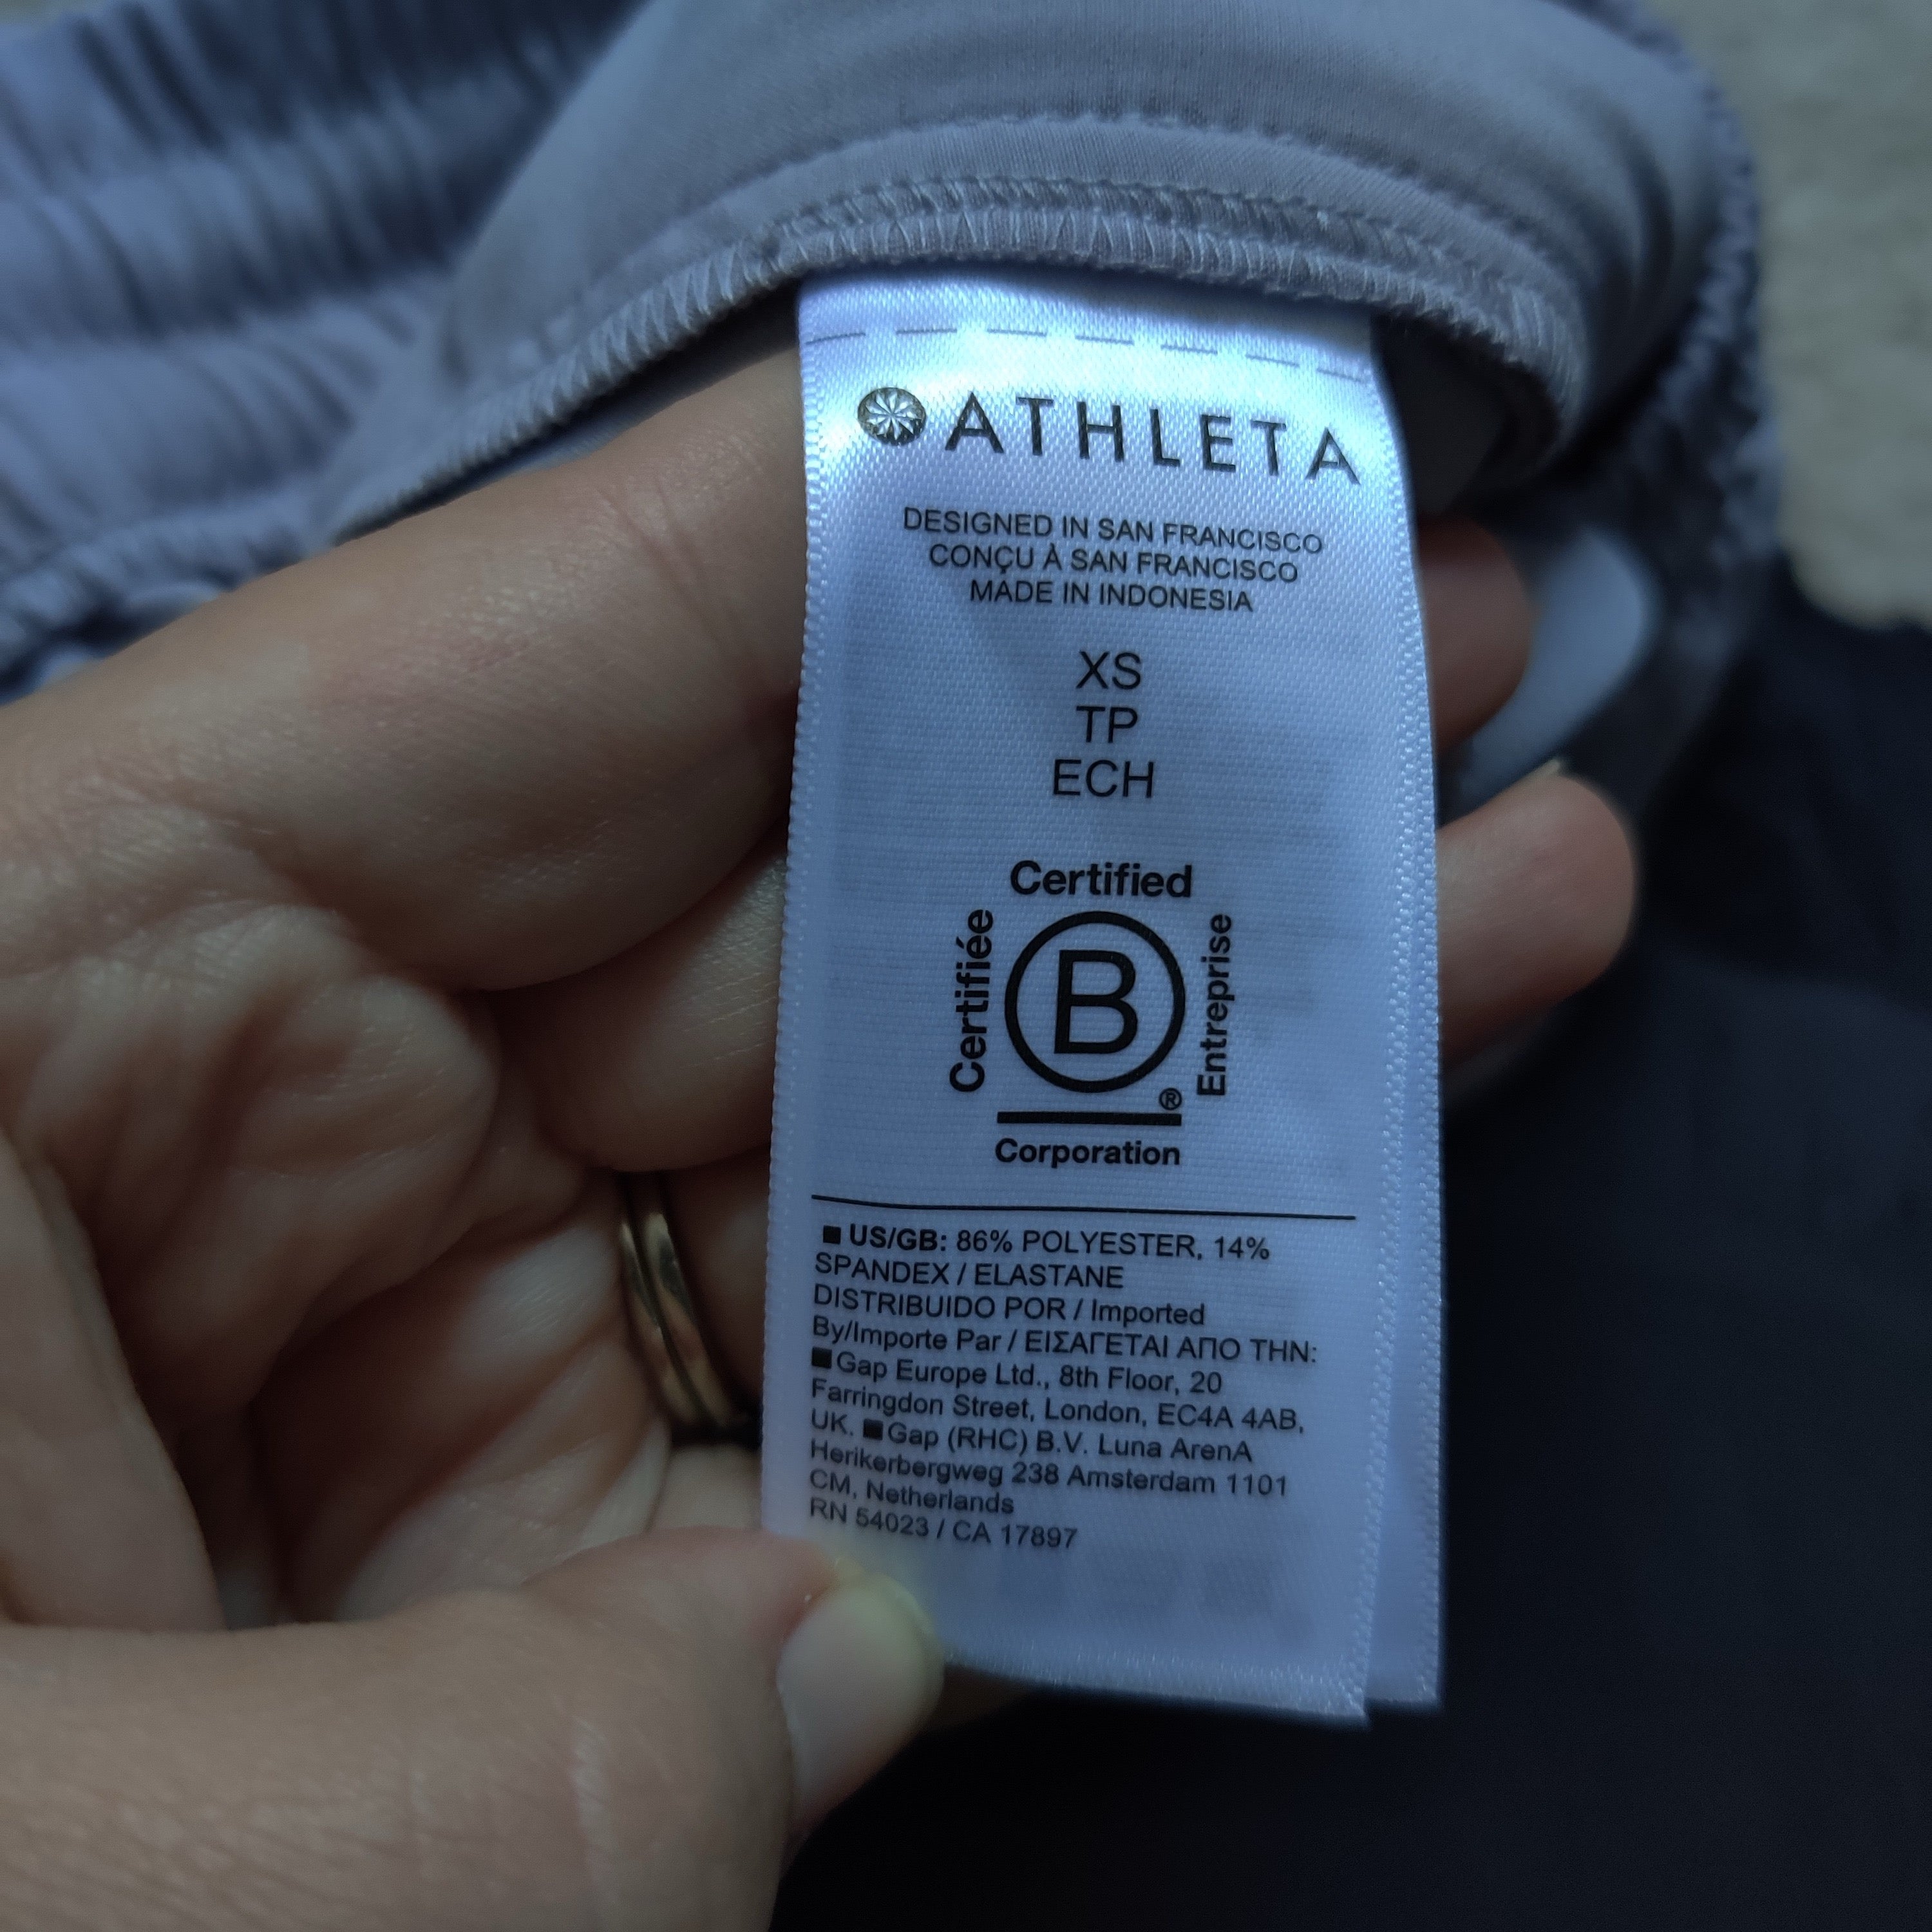 ATHLETA
DESIGNED IN SAN FRANCISCO
CONÇU À SAN FRANCISCO
MADE IN INDONESIA
XS
TP
ECH
Certified
Certifiée
B
Entreprise
®
Corporation
■ US/GB: 86% POLYESTER, 14%
SPANDEX / ELASTANE
DISTRIBUIDO POR / Imported
By/Importe Par / ΕΙΣΑΓΕΤΑΙ ΑΠΟ ΤΗΝ:
■ Gap Europe Ltd., 8th Floor, 20
Farringdon Street, London, EC4A 4AB,
UK. ■ Gap (RHC) B.V. Luna ArenA
Herikerbergweg 238 Amsterdam 1101
CM, Netherlands
RN 54023 / CA 17897